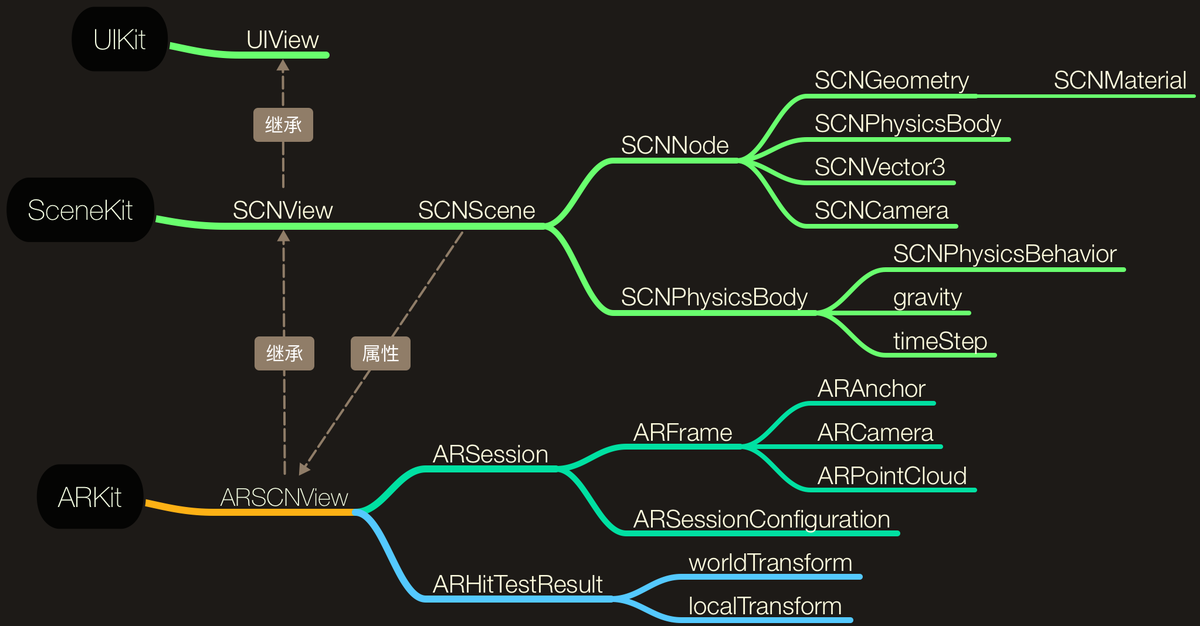 UIKit
UIView
继承
SceneKit
SCNView
SCNScene
SCNNode
SCNGeometry
SCNMaterial
SCNPhysicsBody
SCNVector3
SCNCamera
SCNPhysicsBody
SCNPhysicsBehavior
gravity
timeStep
继承
属性
ARKit
ARSCNView
ARSession
ARFrame
ARAnchor
ARCamera
ARPointCloud
ARSessionConfiguration
ARHitTestResult
worldTransform
localTransform